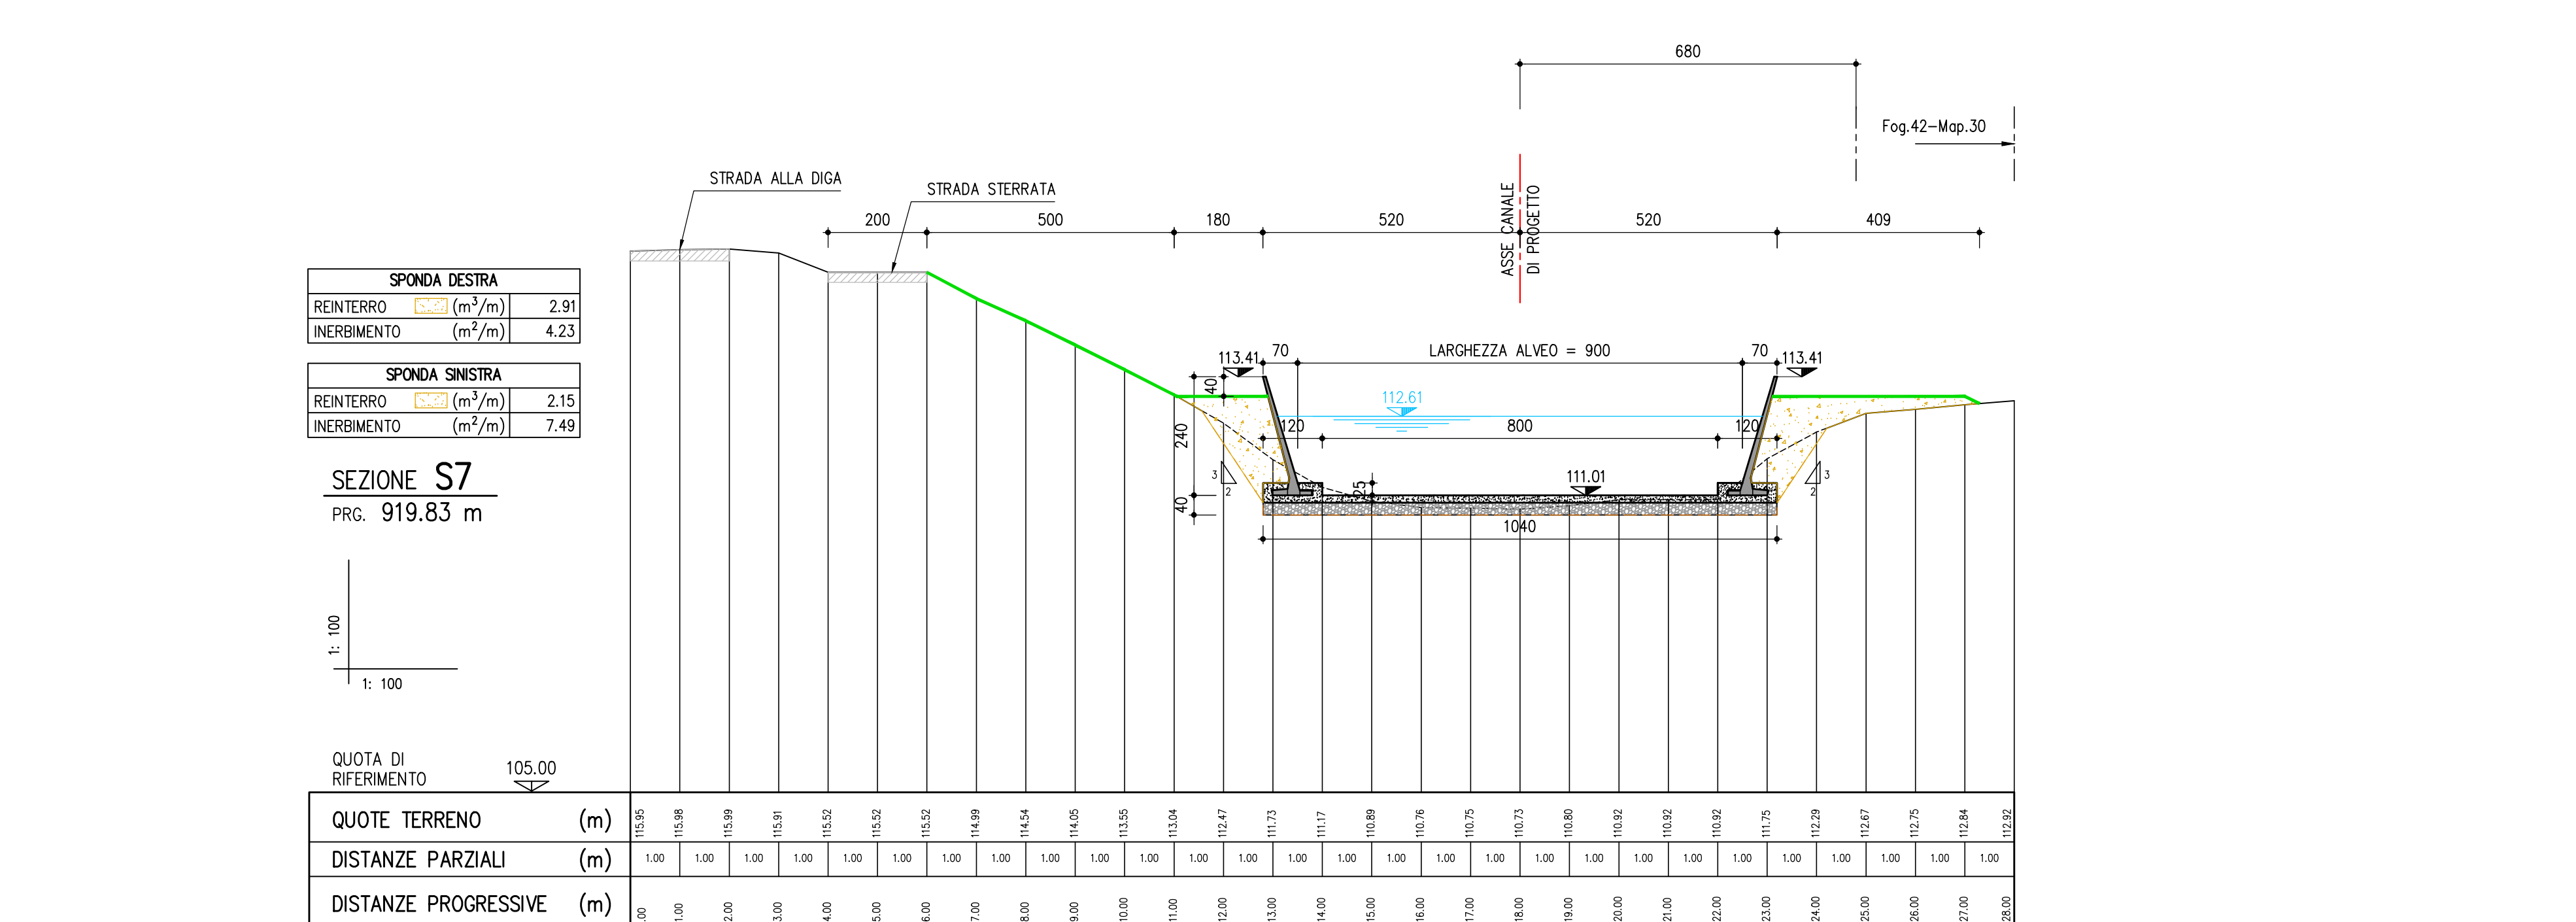 680
Fog.42-Map.30
STRADA ALLA DIGA
STRADA STERRATA
ASSE CANALE
DI PROGETTO
200 500 180 520 520 409
SPONDA DESTRA
REINTERRO (m³/m) 2.91
INERBIMENTO (m²/m) 4.23
SPONDA SINISTRA
REINTERRO (m³/m) 2.15
INERBIMENTO (m²/m) 7.49
113.41 70 LARGHEZZA ALVEO = 900 70 113.41
40
112.61
240
120 800 120
3
2
25
111.01
3
2
40
1040
SEZIONE S7
PRG. 919.83 m
1: 100
1: 100
QUOTA DI
RIFERIMENTO
105.00
QUOTE TERRENO (m) 115.95 115.98 115.99 115.91 115.52 115.52 115.52 114.99 114.54 114.05 113.55 113.04 112.47 111.73 111.17 110.89 110.76 110.75 110.73 110.80 110.92 110.92 110.92 111.75 112.29 112.67 112.75 112.84 112.92
DISTANZE PARZIALI (m) 1.00 1.00 1.00 1.00 1.00 1.00 1.00 1.00 1.00 1.00 1.00 1.00 1.00 1.00 1.00 1.00 1.00 1.00 1.00 1.00 1.00 1.00 1.00 1.00 1.00 1.00 1.00 1.00
DISTANZE PROGRESSIVE (m) .00 1.00 2.00 3.00 4.00 5.00 6.00 7.00 8.00 9.00 10.00 11.00 12.00 13.00 14.00 15.00 16.00 17.00 18.00 19.00 20.00 21.00 22.00 23.00 24.00 25.00 26.00 27.00 28.00